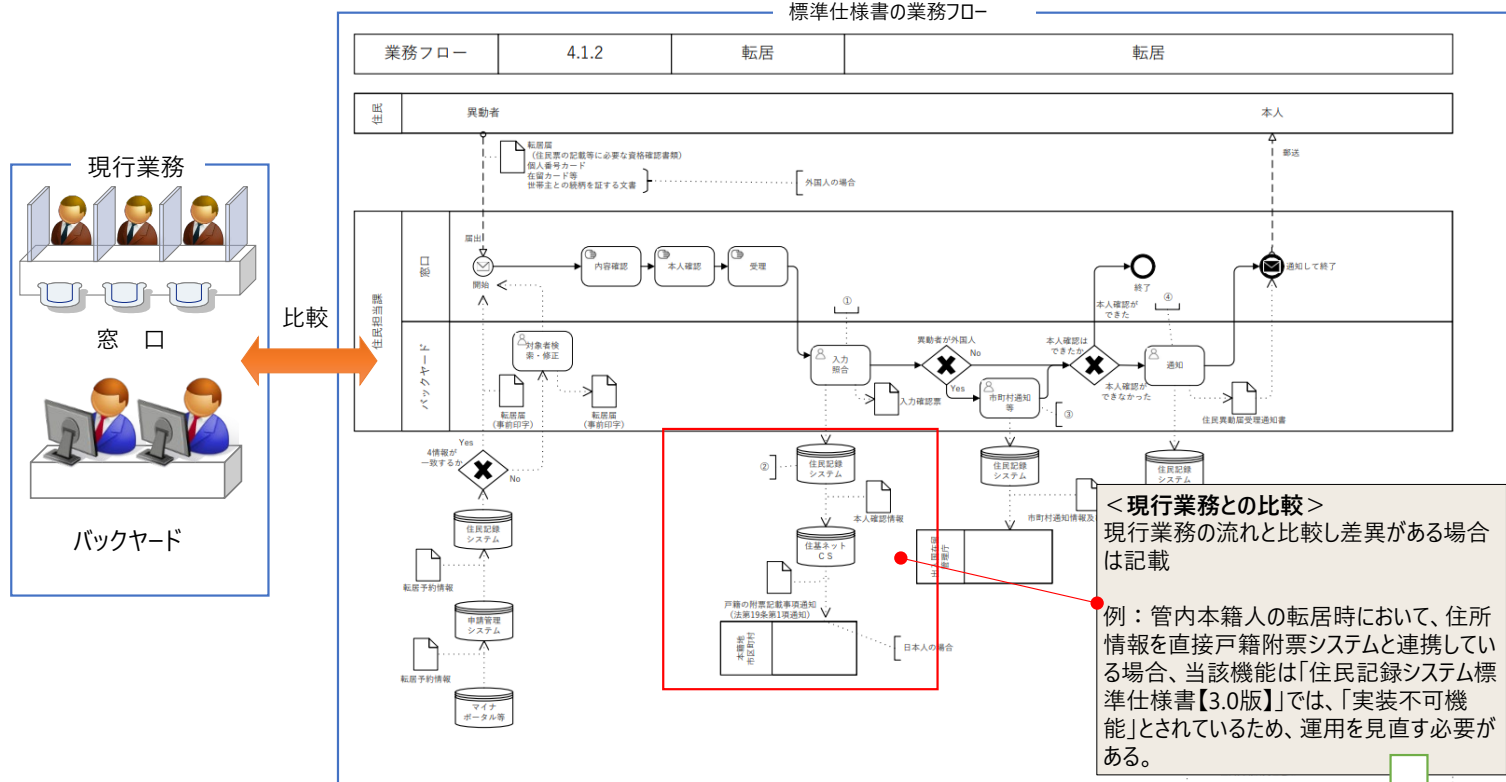 標準仕様書の業務フロー
業務フロー
4.1.2
転居
転居
住民
異動者
本人
転居届
(住民票の記載等に必要な資格確認書類)
個人番号カード
在留カード等
世帯主との続柄を証する文書
外国人の場合
郵送
現行業務
窓 口
バックヤード
比較
住民担当課
窓口
届出
開始
内容確認
本人確認
受理
①
終了
本人確認が
できた
④
通知して終了
バックヤード
対象者検
索・修正
転居届
(事前印字)
転居届
(事前印字)
入力
照合
入力確認票
異動者が外国人
No
Yes
市町村通知
等
③
本人確認は
できたか
本人確認が
できなかった
通知
住民異動届受理通知書
Yes
4情報が
一致するか
No
住民記録
システム
転居予約情報
申請管理
システム
転居予約情報
マイナ
ポータル等
②
住民記録
システム
本人確認情報
住基ネット
CS
戸籍の附票記載事項通知
(法第19条第1項通知)
本籍地
市区町村
日本人の場合
住民記録
システム
市町村通知情報及
住民記録
システム
<現行業務との比較>
現行業務の流れと比較し差異がある場合
は記載
例:管内本籍人の転居時において、住所
情報を直接戸籍附票システムと連携してい
る場合、当該機能は「住民記録システム標
準仕様書【3.0版】」では、「実装不可機
能」とされているため、運用を見直す必要が
ある。